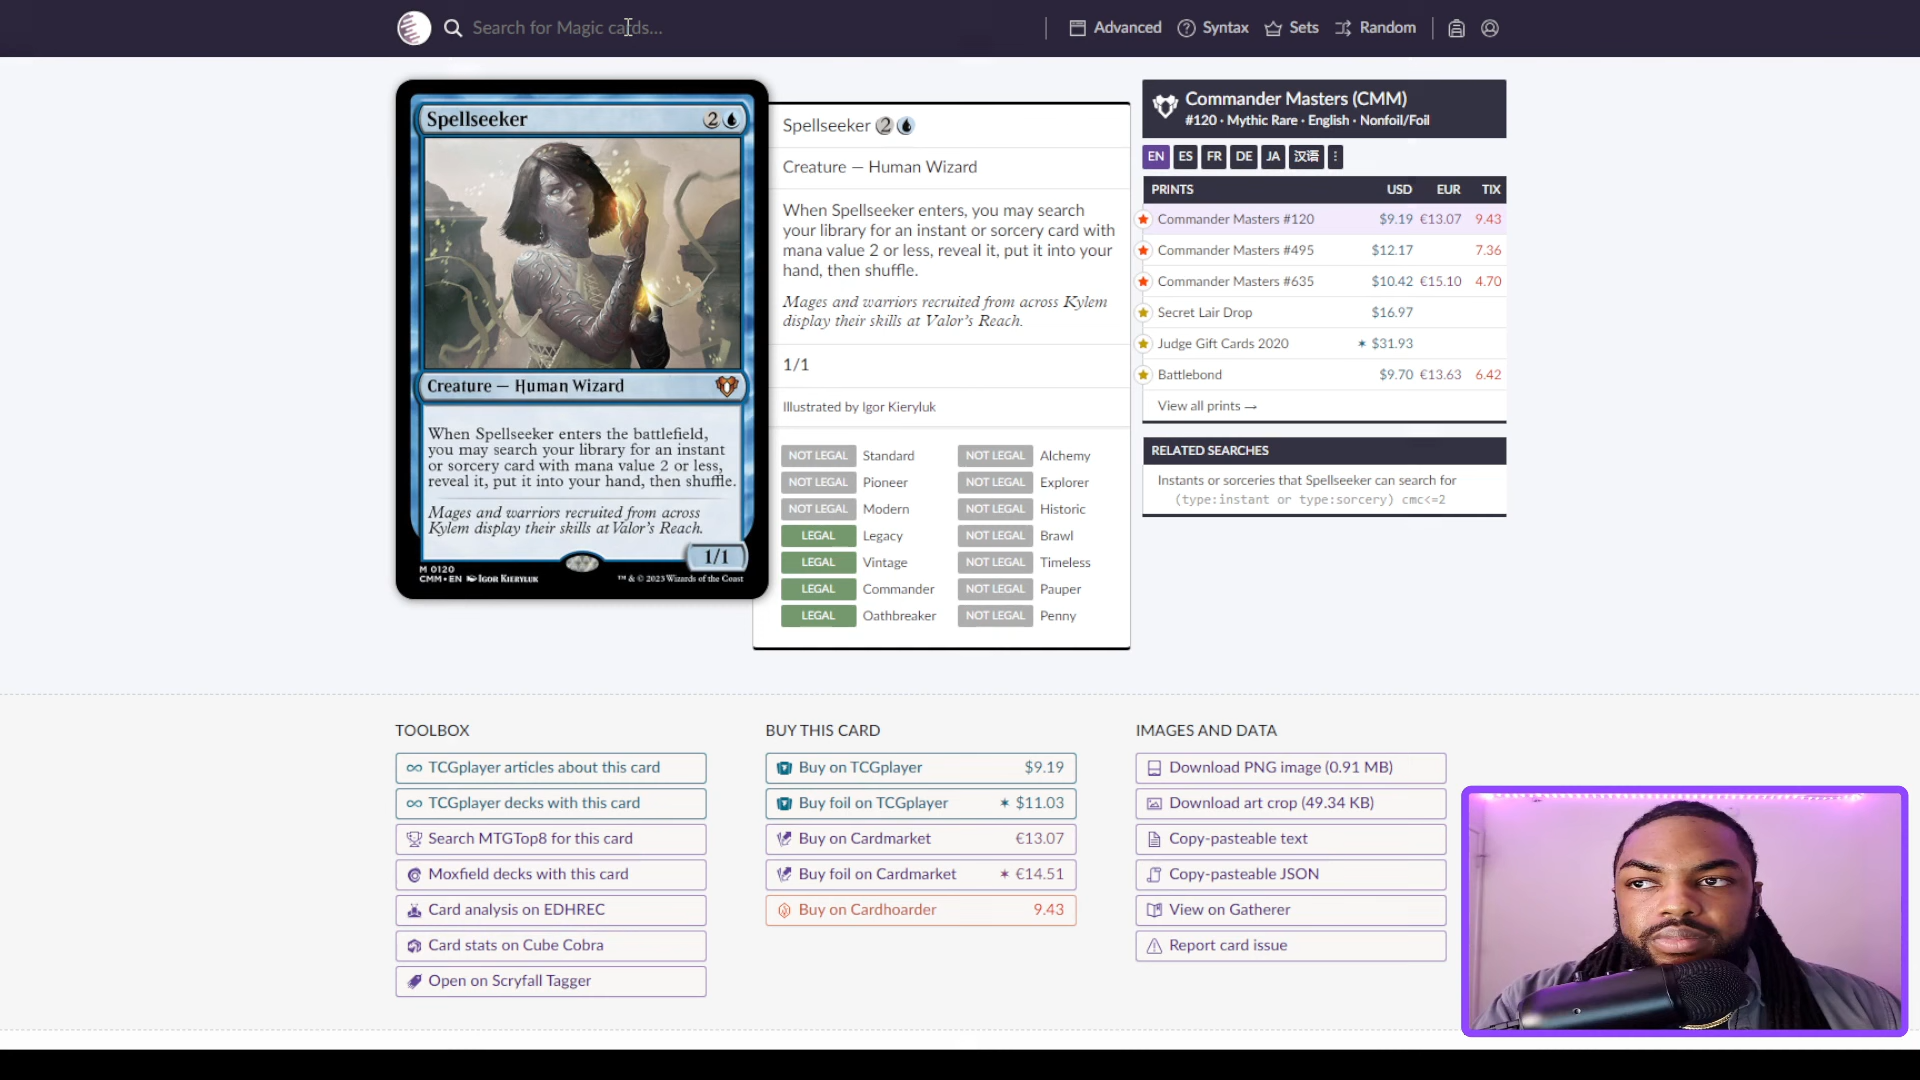 Search for Magic cards...
Advanced
Syntax
Sets
Random
Spellseeker 2
Creature — Human Wizard
When Spellseeker enters the battlefield,
you may search your library for an instant
or sorcery card with mana value 2 or less,
reveal it, put it into your hand, then shuffle.
Mages and warriors recruited from across
Kylem display their skills at Valor's Reach.
1/1
M 0120
CMM • EN Igor Kieryluk
™ & © 2023 Wizards of the Coast
Spellseeker 2
Creature — Human Wizard
When Spellseeker enters, you may search
your library for an instant or sorcery card with
mana value 2 or less, reveal it, put it into your
hand, then shuffle.
Mages and warriors recruited from across Kylem
display their skills at Valor's Reach.
1/1
Illustrated by Igor Kieryluk
NOT LEGAL Standard NOT LEGAL Alchemy
NOT LEGAL Pioneer NOT LEGAL Explorer
NOT LEGAL Modern NOT LEGAL Historic
LEGAL Legacy NOT LEGAL Brawl
LEGAL Vintage NOT LEGAL Timeless
LEGAL Commander NOT LEGAL Pauper
LEGAL Oathbreaker NOT LEGAL Penny
Commander Masters (CMM)
#120 · Mythic Rare · English · Nonfoil/Foil
EN ES FR DE JA 汉语
PRINTS USD EUR TIX
Commander Masters #120 $9.19 €13.07 9.43
Commander Masters #495 $12.17 7.36
Commander Masters #635 $10.42 €15.10 4.70
Secret Lair Drop $16.97
Judge Gift Cards 2020 ✶ $31.93
Battlebond $9.70 €13.63 6.42
View all prints →
RELATED SEARCHES
Instants or sorceries that Spellseeker can search for
(type:instant or type:sorcery) cmc<=2
TOOLBOX
TCGplayer articles about this card
TCGplayer decks with this card
Search MTGTop8 for this card
Moxfield decks with this card
Card analysis on EDHREC
Card stats on Cube Cobra
Open on Scryfall Tagger
BUY THIS CARD
Buy on TCGplayer $9.19
Buy foil on TCGplayer ✶ $11.03
Buy on Cardmarket €13.07
Buy foil on Cardmarket ✶ €14.51
Buy on Cardhoarder 9.43
IMAGES AND DATA
Download PNG image (0.91 MB)
Download art crop (49.34 KB)
Copy-pasteable text
Copy-pasteable JSON
View on Gatherer
Report card issue